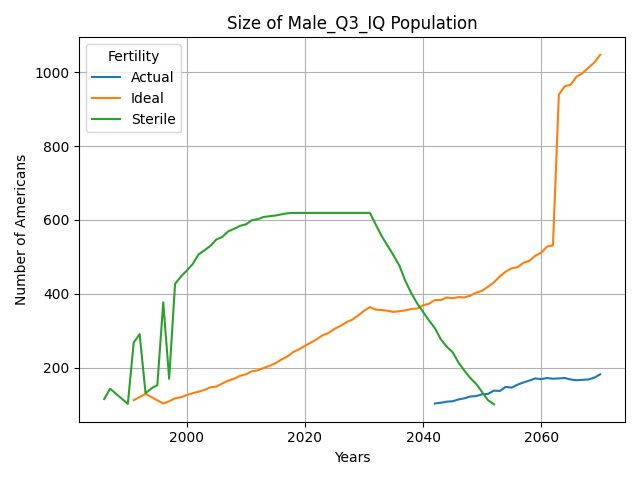 Size of Male_Q3_IQ Population
Fertility
Actual
Ideal
Sterile
Number of Americans
1000
800
600
400
200
2000
2020
2040
2060
Years